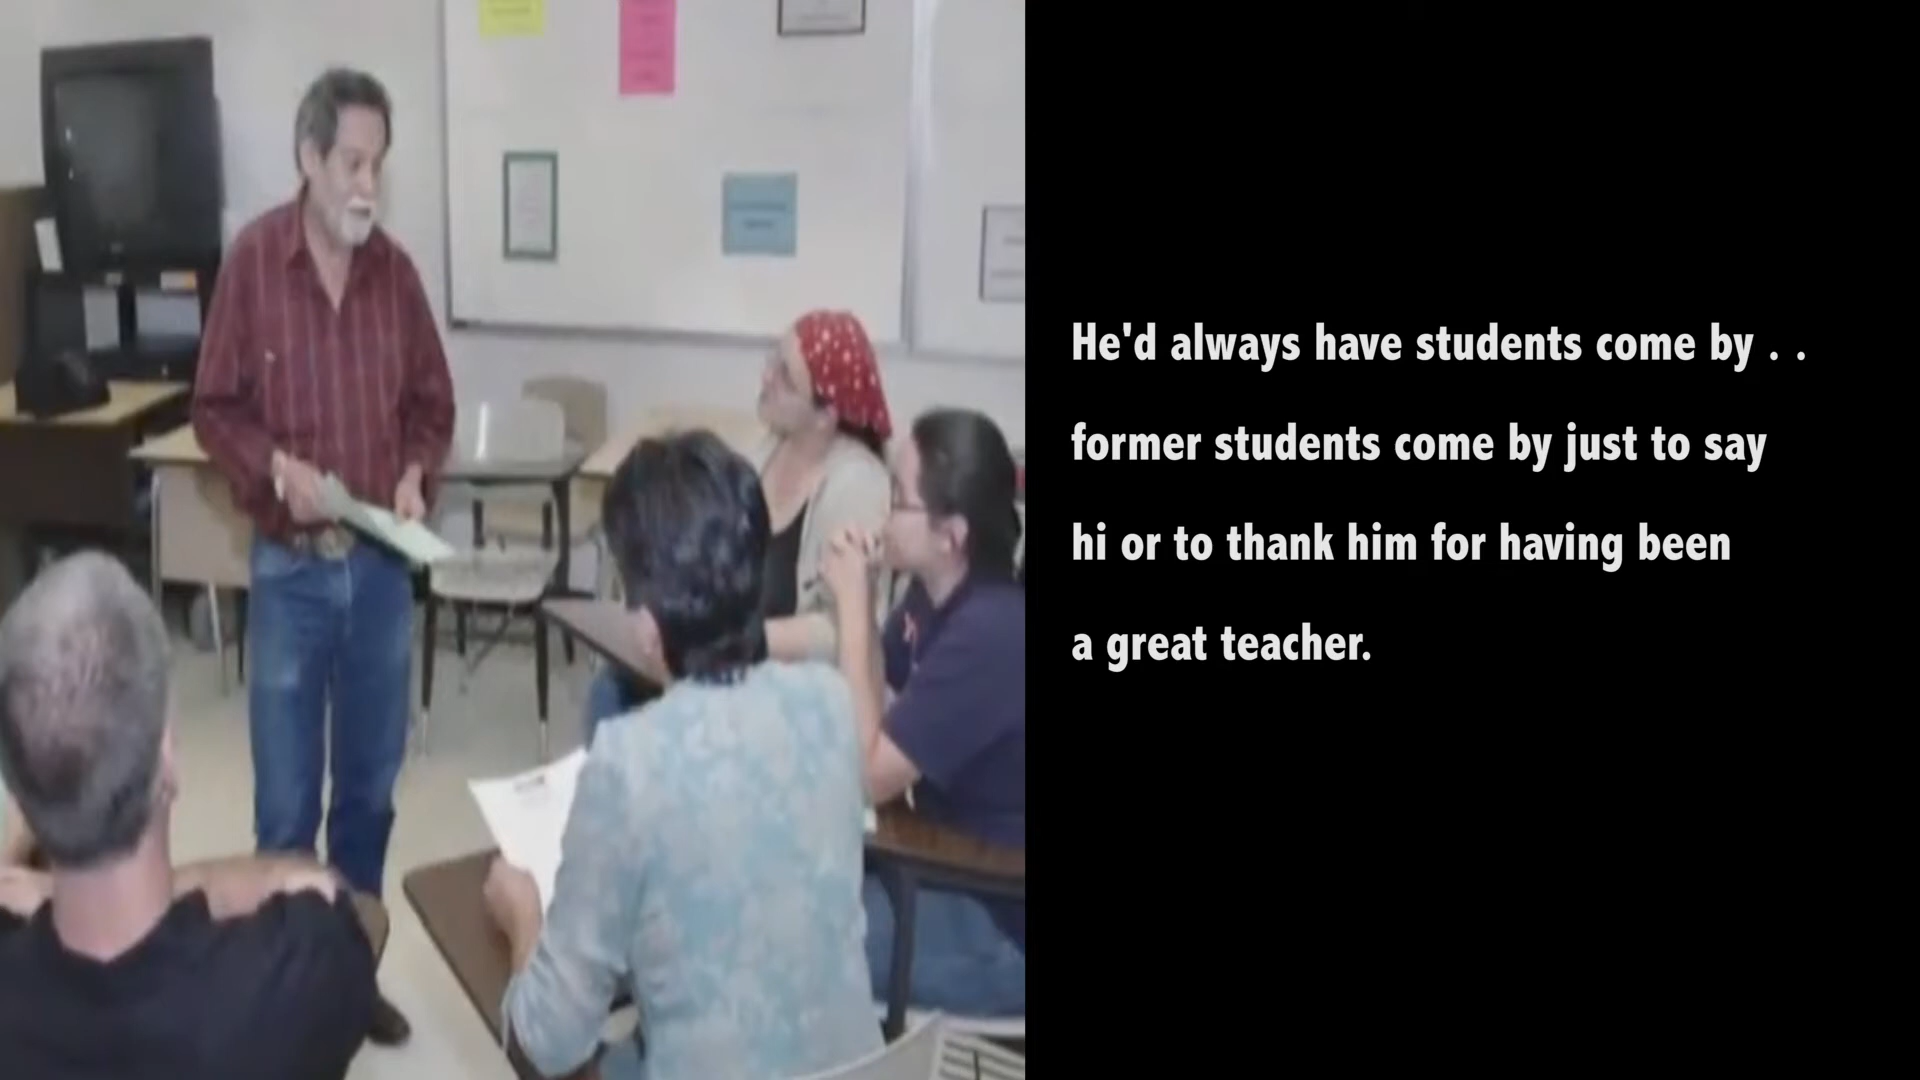 He'd always have students come by . .
former students come by just to say
hi or to thank him for having been
a great teacher.